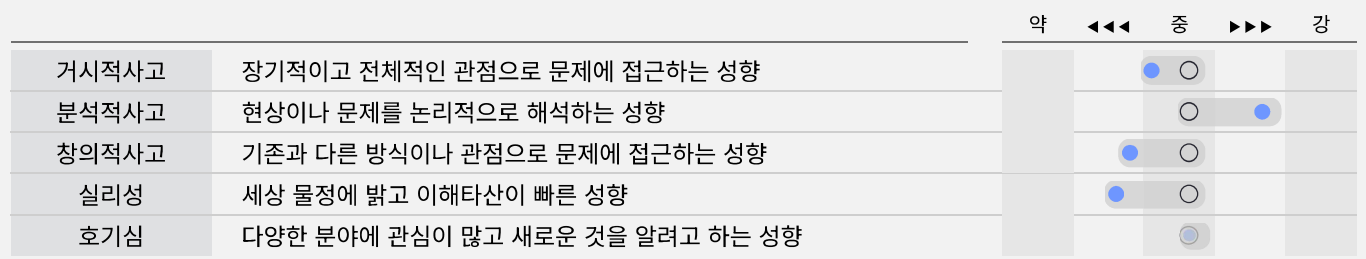 약 ◀◀◀ 중 ▶▶▶ 강
거시적사고 장기적이고 전체적인 관점으로 문제에 접근하는 성향
분석적사고 현상이나 문제를 논리적으로 해석하는 성향
창의적사고 기존과 다른 방식이나 관점으로 문제에 접근하는 성향
실리성 세상 물정에 밝고 이해타산이 빠른 성향
호기심 다양한 분야에 관심이 많고 새로운 것을 알려고 하는 성향